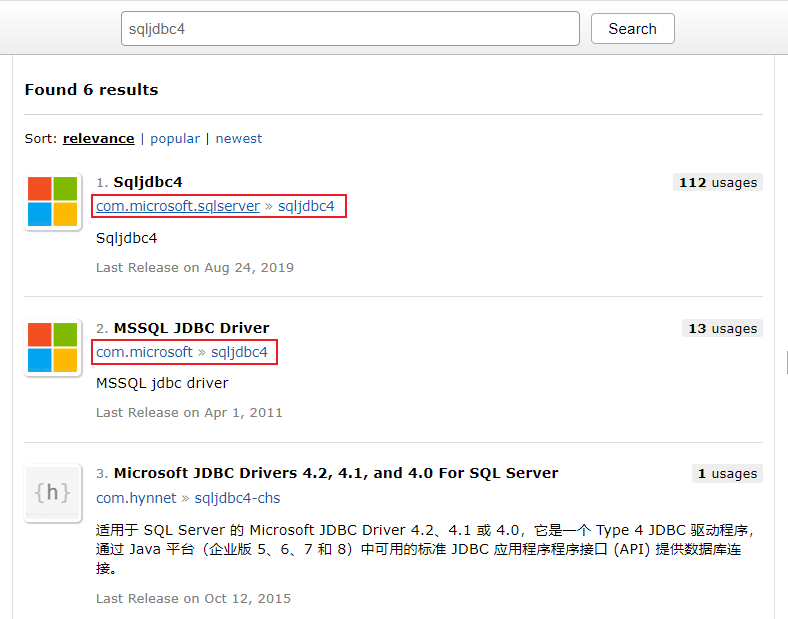 sqljdbc4
Search
Found 6 results
Sort: relevance | popular | newest
1. Sqljdbc4
112 usages
com.microsoft.sqlserver » sqljdbc4
Sqljdbc4
Last Release on Aug 24, 2019
2. MSSQL JDBC Driver
13 usages
com.microsoft » sqljdbc4
MSSQL jdbc driver
Last Release on Apr 1, 2011
{h}
3. Microsoft JDBC Drivers 4.2, 4.1, and 4.0 For SQL Server
1 usages
com.hynnet » sqljdbc4-chs
适用于 SQL Server 的 Microsoft JDBC Driver 4.2、4.1 或 4.0，它是一个 Type 4 JDBC 驱动程序，
通过 Java 平台（企业版 5、6、7 和 8）中可用的标准 JDBC 应用程序程序接口 (API) 提供数据库连
接。
Last Release on Oct 12, 2015